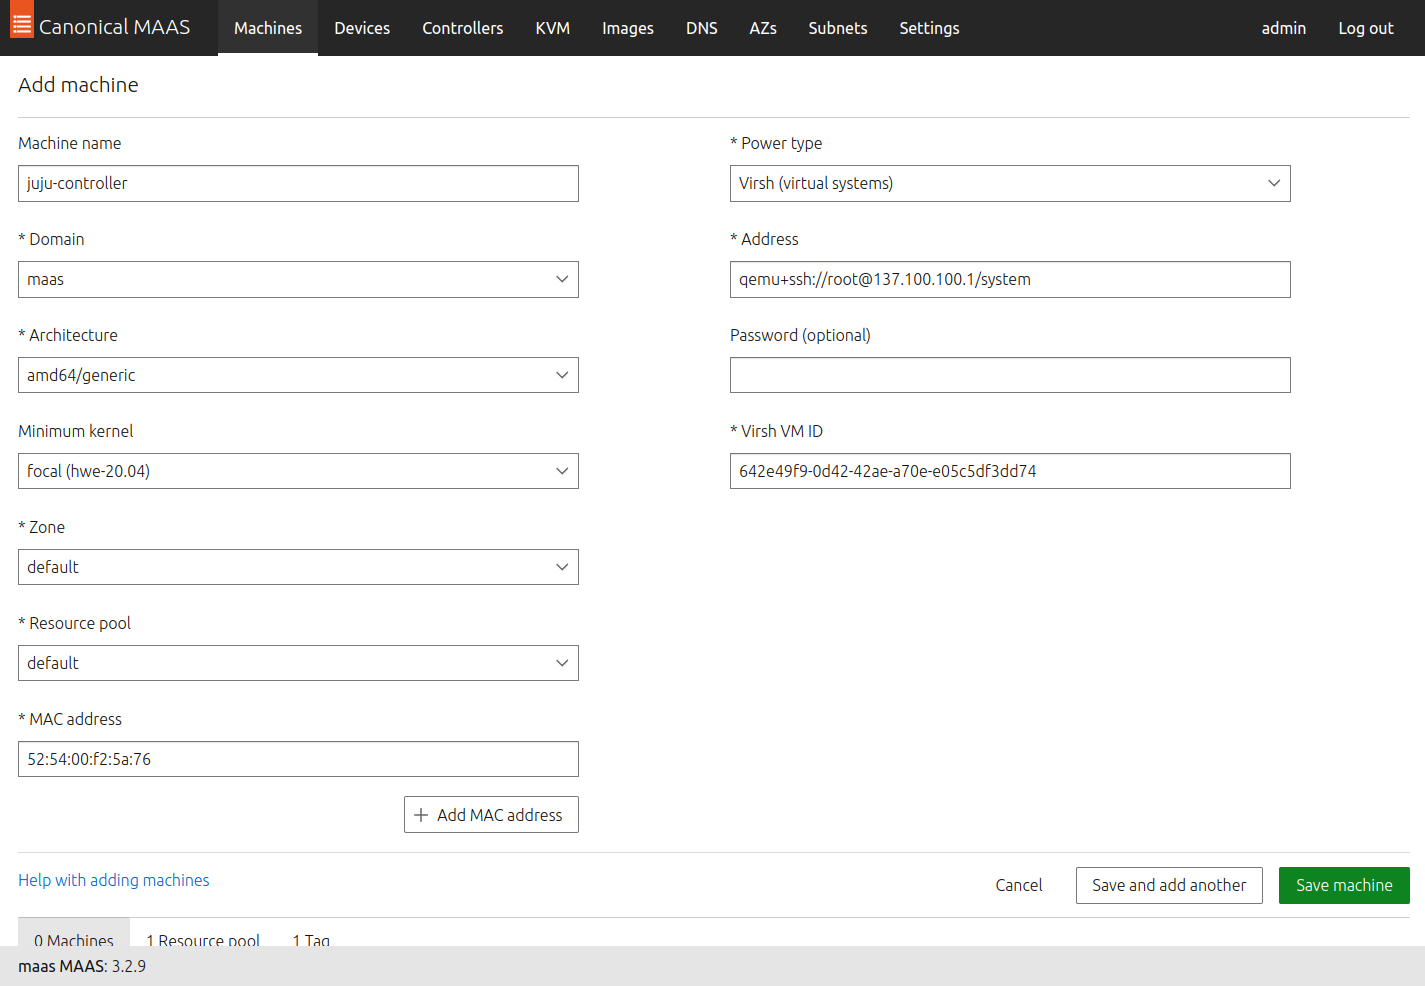 Canonical MAAS Machines Devices Controllers KVM Images DNS AZs Subnets Settings admin Log out
Add machine
Machine name
juju-controller
* Domain
maas
* Architecture
amd64/generic
Minimum kernel
focal (hwe-20.04)
* Zone
default
* Resource pool
default
* MAC address
52:54:00:f2:5a:76
Add MAC address
* Power type
Virsh (virtual systems)
* Address
qemu+ssh://root@137.100.100.1/system
Password (optional)
* Virsh VM ID
642e49f9-0d42-42ae-a70e-e05c5df3dd74
Help with adding machines
Cancel Save and add another Save machine
0 Machines 1 Resource pool 1 Tag
maas MAAS: 3.2.9